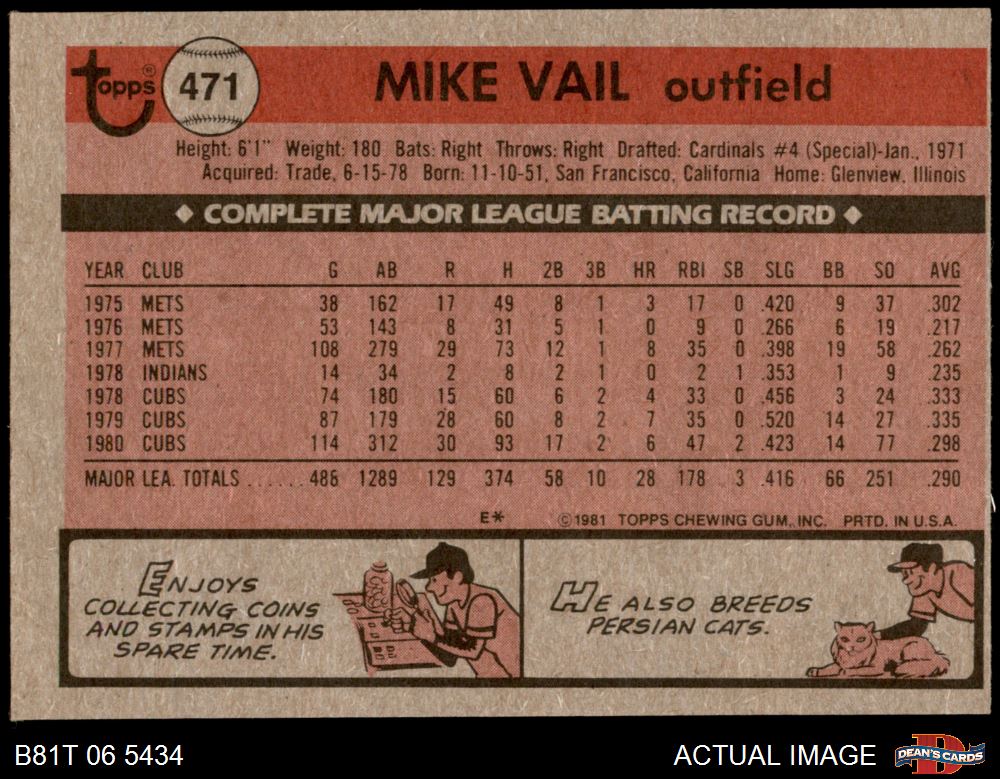 topps® 471 MIKE VAIL outfield
Height: 6'1" Weight: 180 Bats: Right Throws: Right Drafted: Cardinals #4 (Special)-Jan., 1971
Acquired: Trade, 6-15-78 Born: 11-10-51, San Francisco, California Home: Glenview, Illinois
◆ COMPLETE MAJOR LEAGUE BATTING RECORD ◆
YEAR CLUB G AB R H 2B 3B HR RBI SB SLG BB SO AVG
1975 METS 38 162 17 49 8 1 3 17 0 .420 9 37 .302
1976 METS 53 143 8 31 5 1 0 9 0 .266 6 19 .217
1977 METS 108 279 29 73 12 1 8 35 0 .398 19 58 .262
1978 INDIANS 14 34 2 8 2 1 0 2 1 .353 1 9 .235
1978 CUBS 74 180 15 60 6 2 4 33 0 .456 3 24 .333
1979 CUBS 87 179 28 60 8 2 7 35 0 .520 14 27 .335
1980 CUBS 114 312 30 93 17 2 6 47 2 .423 14 77 .298
MAJOR LEA. TOTALS ...... 486 1289 129 374 58 10 28 178 3 .416 66 251 .290
E* ©1981 TOPPS CHEWING GUM, INC. PRTD. IN U.S.A.
ENJOYS
COLLECTING COINS
AND STAMPS IN HIS
SPARE TIME.
HE ALSO BREEDS
PERSIAN CATS.
B81T 06 5434 ACTUAL IMAGE DEAN'S CARDS